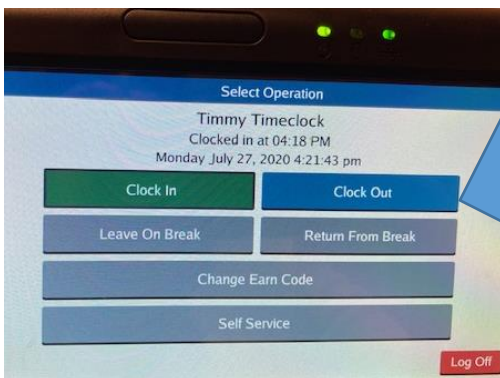 Select Operation
Timmy Timeclock
Clocked in at 04:18 PM
Monday July 27, 2020 4:21:43 pm
Clock In
Clock Out
Leave On Break
Return From Break
Change Earn Code
Self Service
Log Off